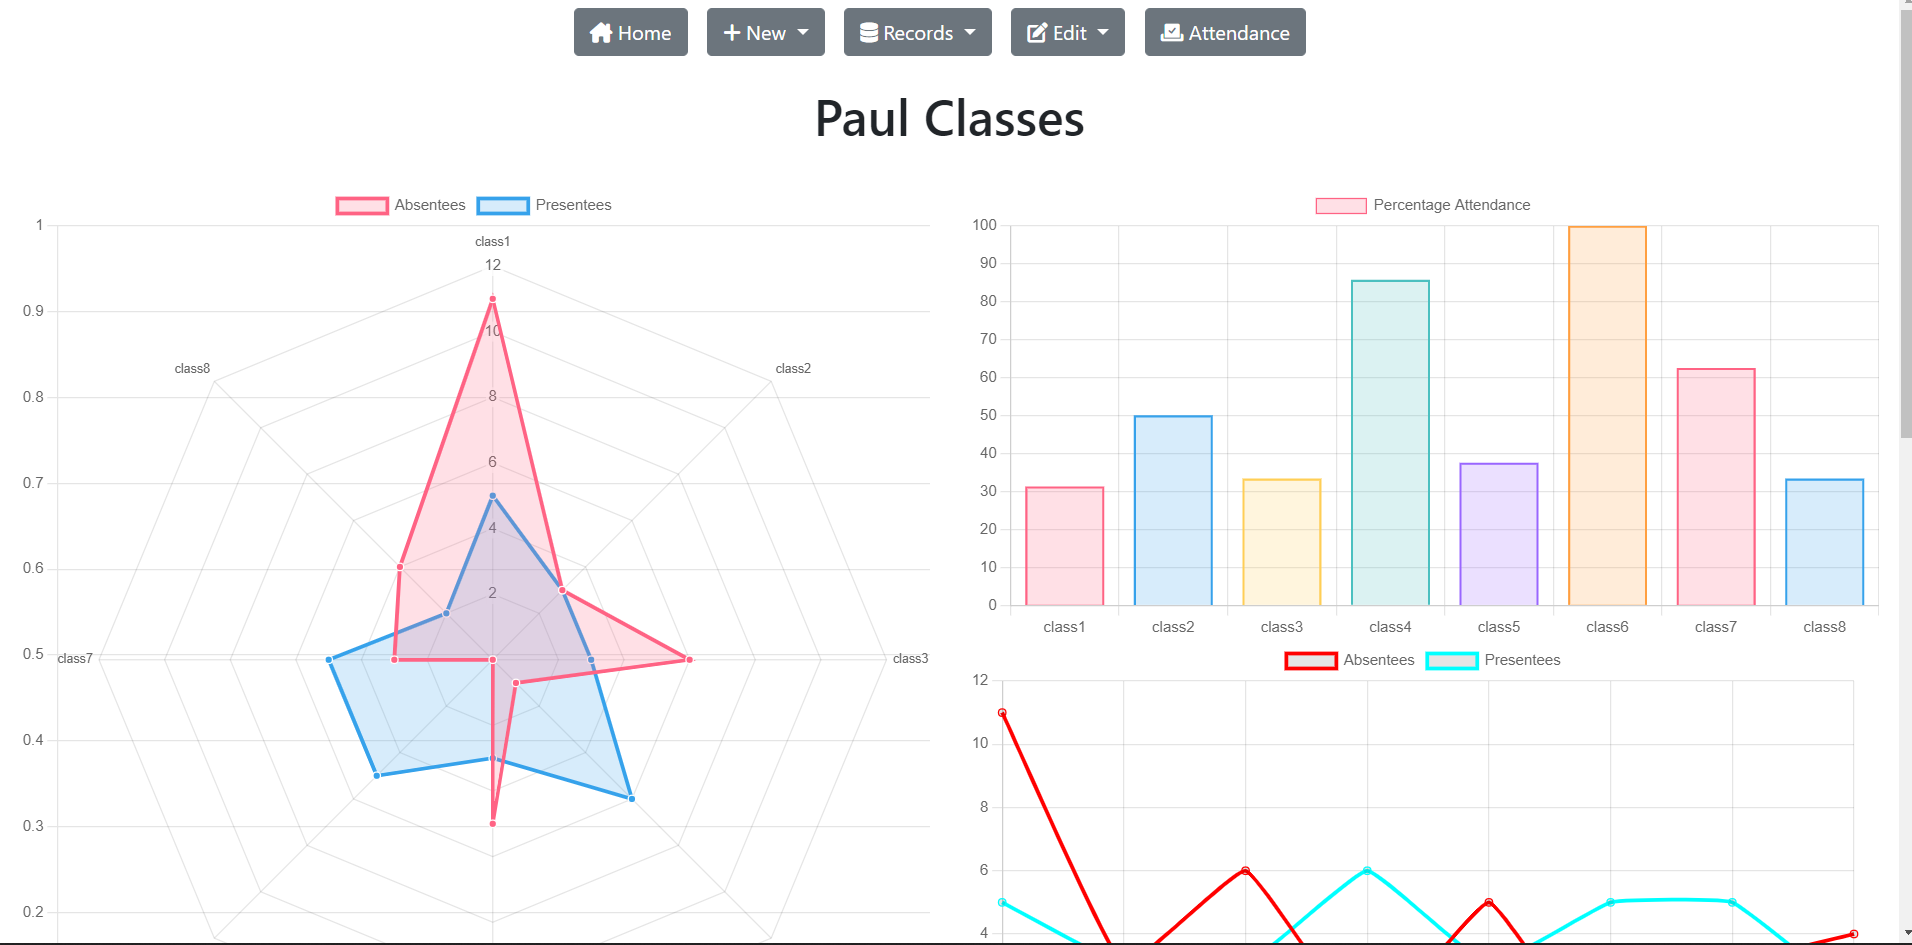 Home New Records Edit Attendance
Paul Classes
Absentees Presentees
1
0.9
0.8
0.7
0.6
0.5
0.4
0.3
0.2
class1
12
10
8
6
4
2
class2
class3
class7
class8
Percentage Attendance
100
90
80
70
60
50
40
30
20
10
0
class1 class2 class3 class4 class5 class6 class7 class8
Absentees Presentees
12
10
8
6
4